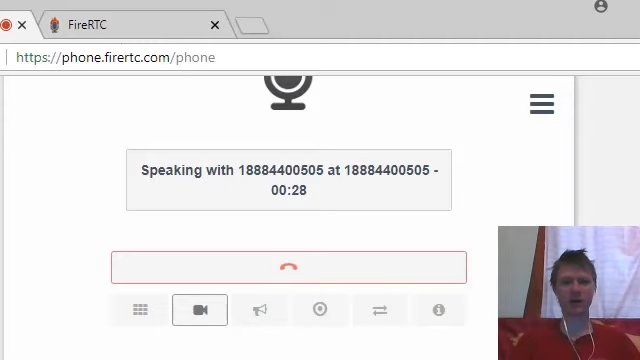 FireRTC
https://phone.firertc.com/phone
Speaking with 18884400505 at 18884400505 -
00:28